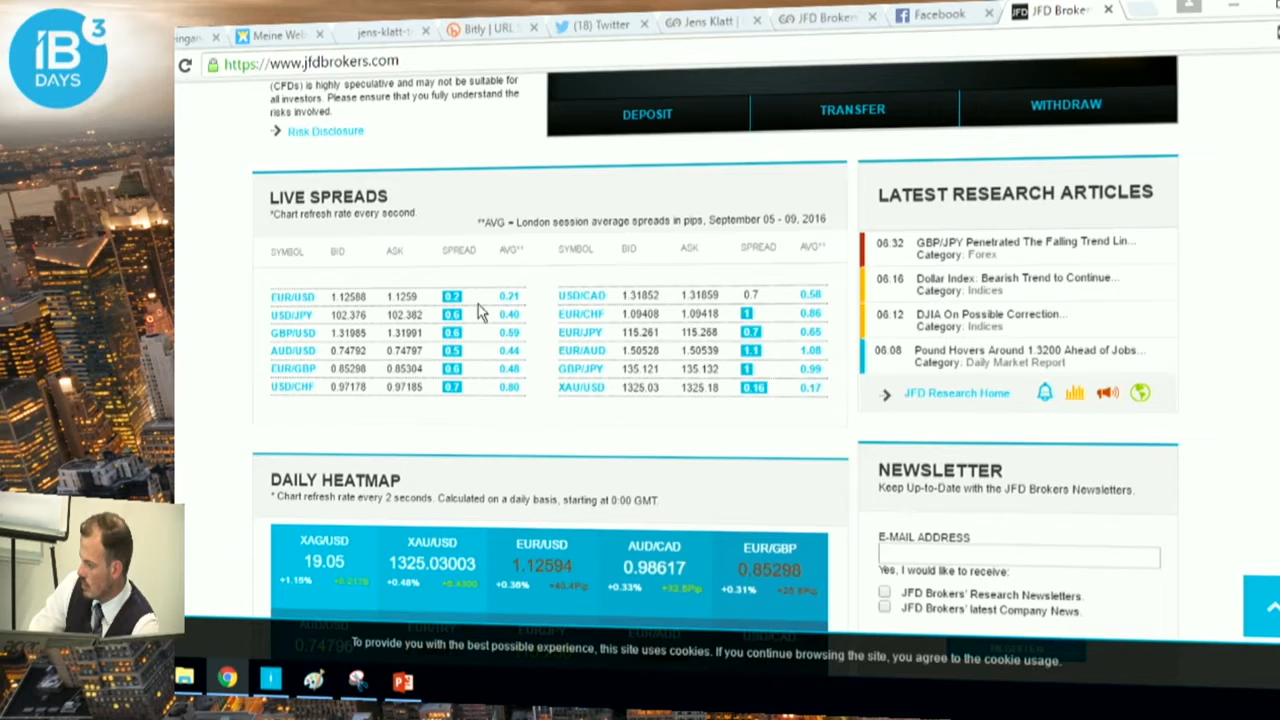 iB 3
DAYS
ingan
Meine Web
jens-klatt-t
Bitly | URL S
(18) Twitter
Jens Klatt |
JFD Broker
Facebook
JFD Broker
https://www.jfdbrokers.com
(CFDs) is highly speculative and may not be suitable for
all investors. Please ensure that you fully understand the
risks involved.
Risk Disclosure
DEPOSIT TRANSFER WITHDRAW
LIVE SPREADS
*Chart refresh rate every second.
**AVG = London session average spreads in pips, September 05 - 09, 2016
SYMBOL BID ASK SPREAD AVG** SYMBOL BID ASK SPREAD AVG**
EUR/USD 1.12588 1.1259 0.2 0.21 USD/CAD 1.31852 1.31859 0.7 0.58
USD/JPY 102.376 102.382 0.6 0.40 EUR/CHF 1.09408 1.09418 1 0.86
GBP/USD 1.31985 1.31991 0.6 0.59 EUR/JPY 115.261 115.268 0.7 0.65
AUD/USD 0.74792 0.74797 0.5 0.44 EUR/AUD 1.50528 1.50539 1.1 1.08
EUR/GBP 0.85298 0.85304 0.6 0.48 GBP/JPY 135.121 135.132 1 0.99
USD/CHF 0.97178 0.97185 0.7 0.80 XAU/USD 1325.03 1325.18 0.16 0.17
LATEST RESEARCH ARTICLES
06.32 GBP/JPY Penetrated The Falling Trend Lin...
Category: Forex
06.16 Dollar Index: Bearish Trend to Continue...
Category: Indices
06.12 DJIA On Possible Correction...
Category: Indices
06.08 Pound Hovers Around 1.3200 Ahead of Jobs...
Category: Daily Market Report
JFD Research Home
DAILY HEATMAP
* Chart refresh rate every 2 seconds. Calculated on a daily basis, starting at 0:00 GMT.
XAG/USD XAU/USD EUR/USD AUD/CAD EUR/GBP
19.05 1325.03003 1.12594 0.98617 0.85298
+1.15% +0.48% +0.36% +0.33% +0.31%
0.74796
NEWSLETTER
Keep Up-to-Date with the JFD Brokers Newsletters.
E-MAIL ADDRESS
Yes, I would like to receive:
JFD Brokers' Research Newsletters.
JFD Brokers' latest Company News.
To provide you with the best possible experience, this site uses cookies. If you continue browsing the site, you agree to the cookie usage.